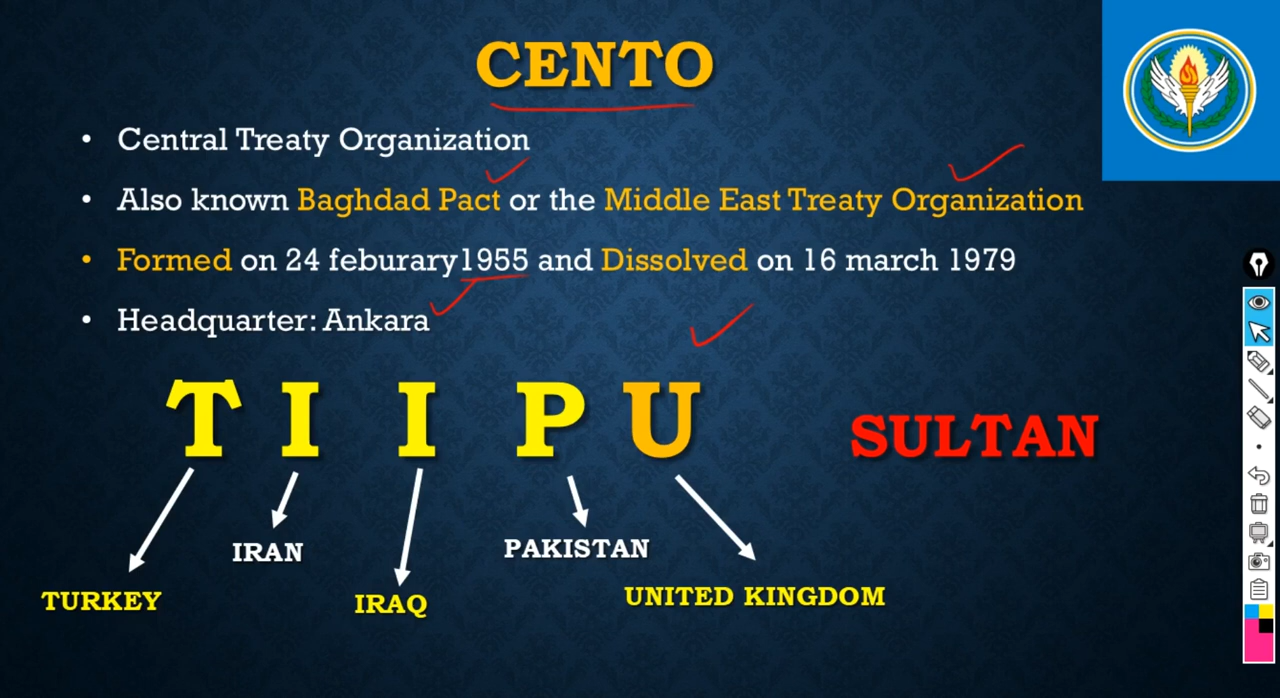 CENTO
• Central Treaty Organization
• Also known Baghdad Pact or the Middle East Treaty Organization
• Formed on 24 feburary1955 and Dissolved on 16 march 1979
• Headquarter: Ankara
T I I P U SULTAN
IRAN PAKISTAN
TURKEY IRAQ UNITED KINGDOM